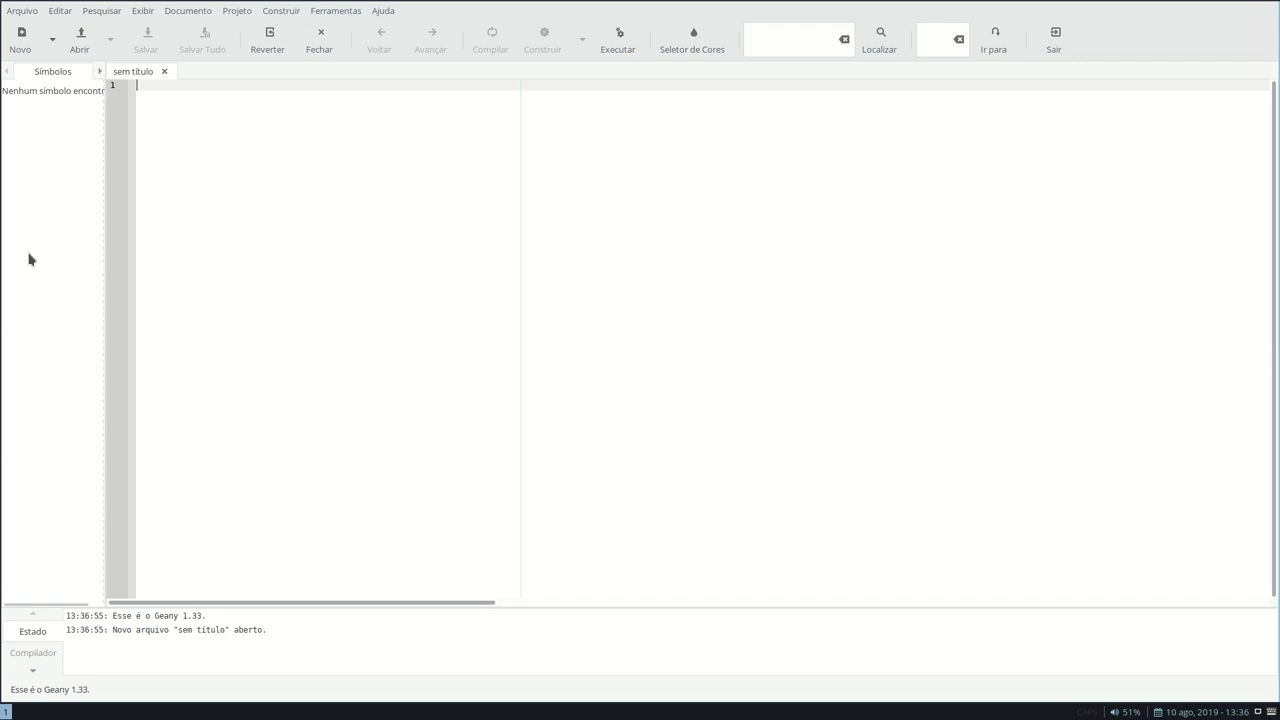 Arquivo Editar Pesquisar Exibir Documento Projeto Construir Ferramentas Ajuda
Novo Abrir Salvar Salvar Tudo Reverter Fechar Voltar Avançar Compilar Construir Executar Seletor de Cores Localizar Ir para Sair
Símbolos sem título
1
Nenhum símbolo encontr
13:36:55: Esse é o Geany 1.33.
Estado
13:36:55: Novo arquivo "sem título" aberto.
Compilador
Esse é o Geany 1.33.
1 CAPS 51% 10 ago, 2019 - 13:36